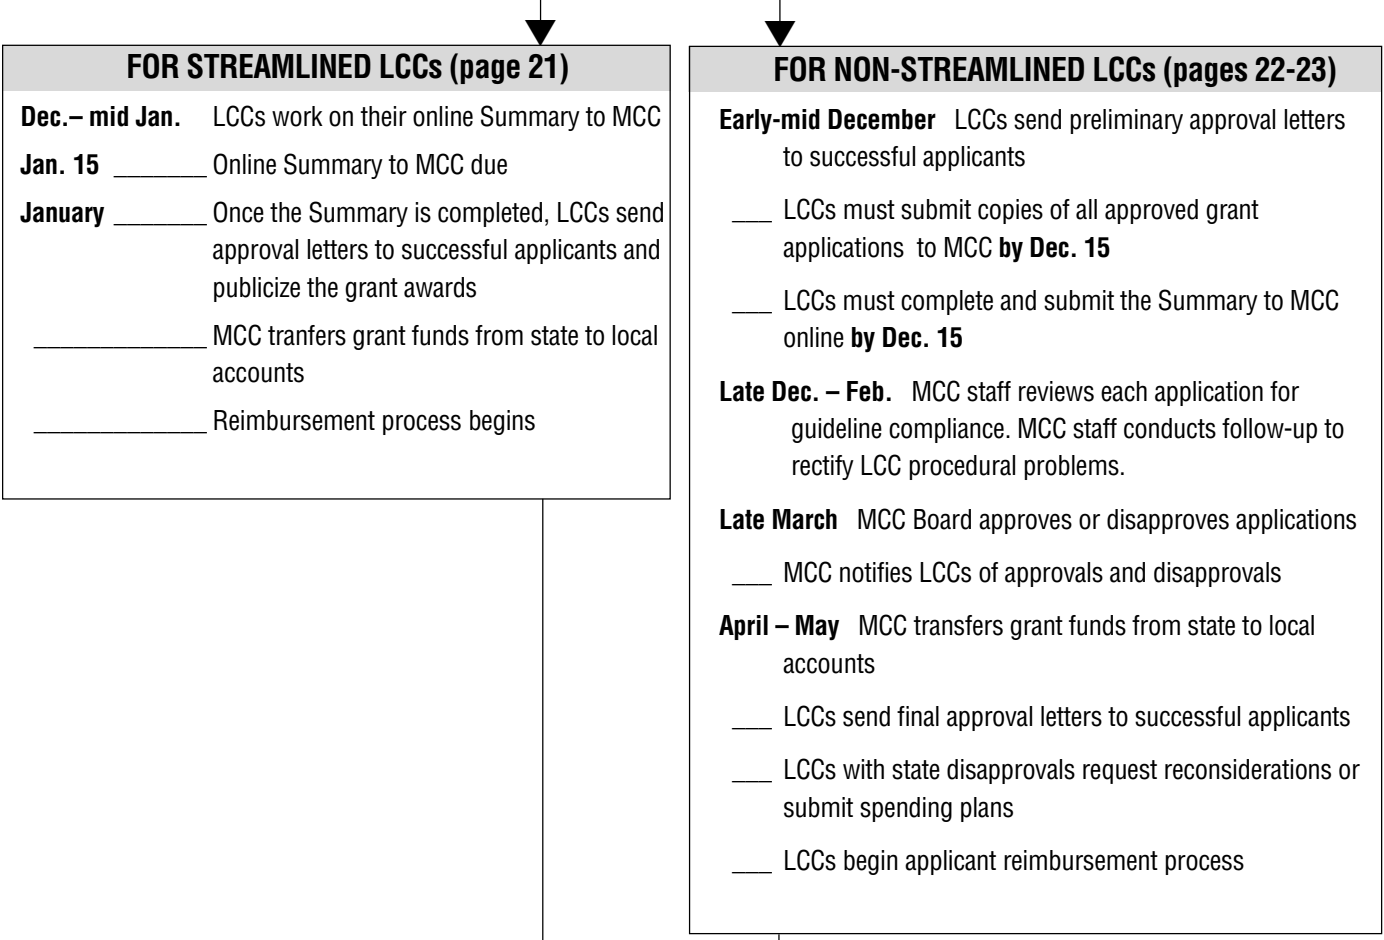 FOR STREAMLINED LCCs (page 21)
Dec.– mid Jan. LCCs work on their online Summary to MCC
Jan. 15 _______ Online Summary to MCC due
January _______ Once the Summary is completed, LCCs send
approval letters to successful applicants and
publicize the grant awards
_____________ MCC tranfers grant funds from state to local
accounts
_____________ Reimbursement process begins
FOR NON-STREAMLINED LCCs (pages 22-23)
Early-mid December LCCs send preliminary approval letters
to successful applicants
___ LCCs must submit copies of all approved grant
applications to MCC by Dec. 15
___ LCCs must complete and submit the Summary to MCC
online by Dec. 15
Late Dec. – Feb. MCC staff reviews each application for
guideline compliance. MCC staff conducts follow-up to
rectify LCC procedural problems.
Late March MCC Board approves or disapproves applications
___ MCC notifies LCCs of approvals and disapprovals
April – May MCC transfers grant funds from state to local
accounts
___ LCCs send final approval letters to successful applicants
___ LCCs with state disapprovals request reconsiderations or
submit spending plans
___ LCCs begin applicant reimbursement process